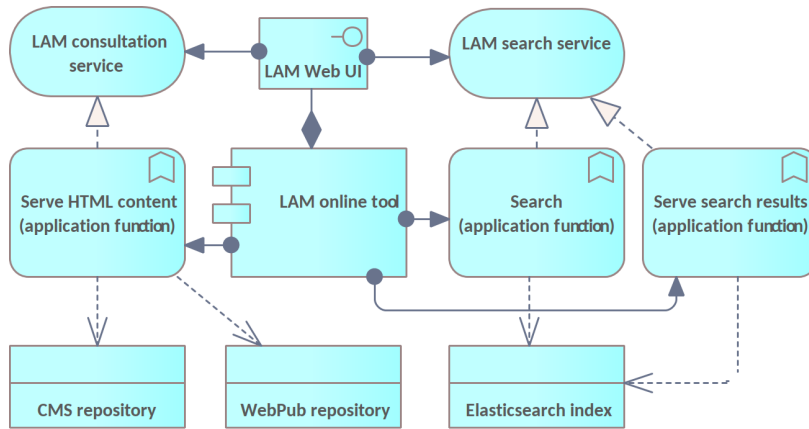 LAM consultation
service
LAM Web UI
LAM search service
Serve HTML content
(application function)
LAM online tool
Search
(application function)
Serve search results
(application function)
CMS repository
WebPub repository
Elasticsearch index